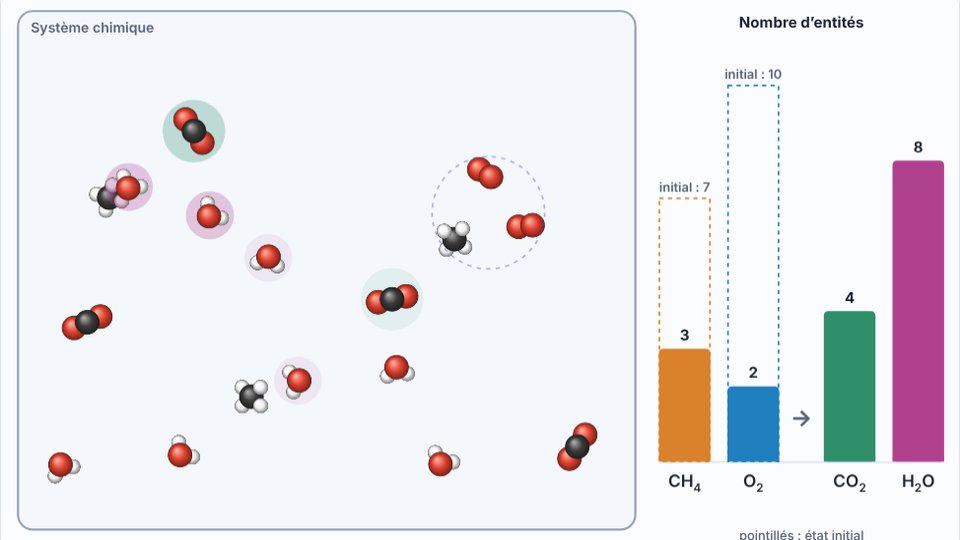 Système chimique
Nombre d’entités
initial : 10
initial : 7
8
4
3
2
→
CH₄
O₂
CO₂
H₂O
pointillés : état initial